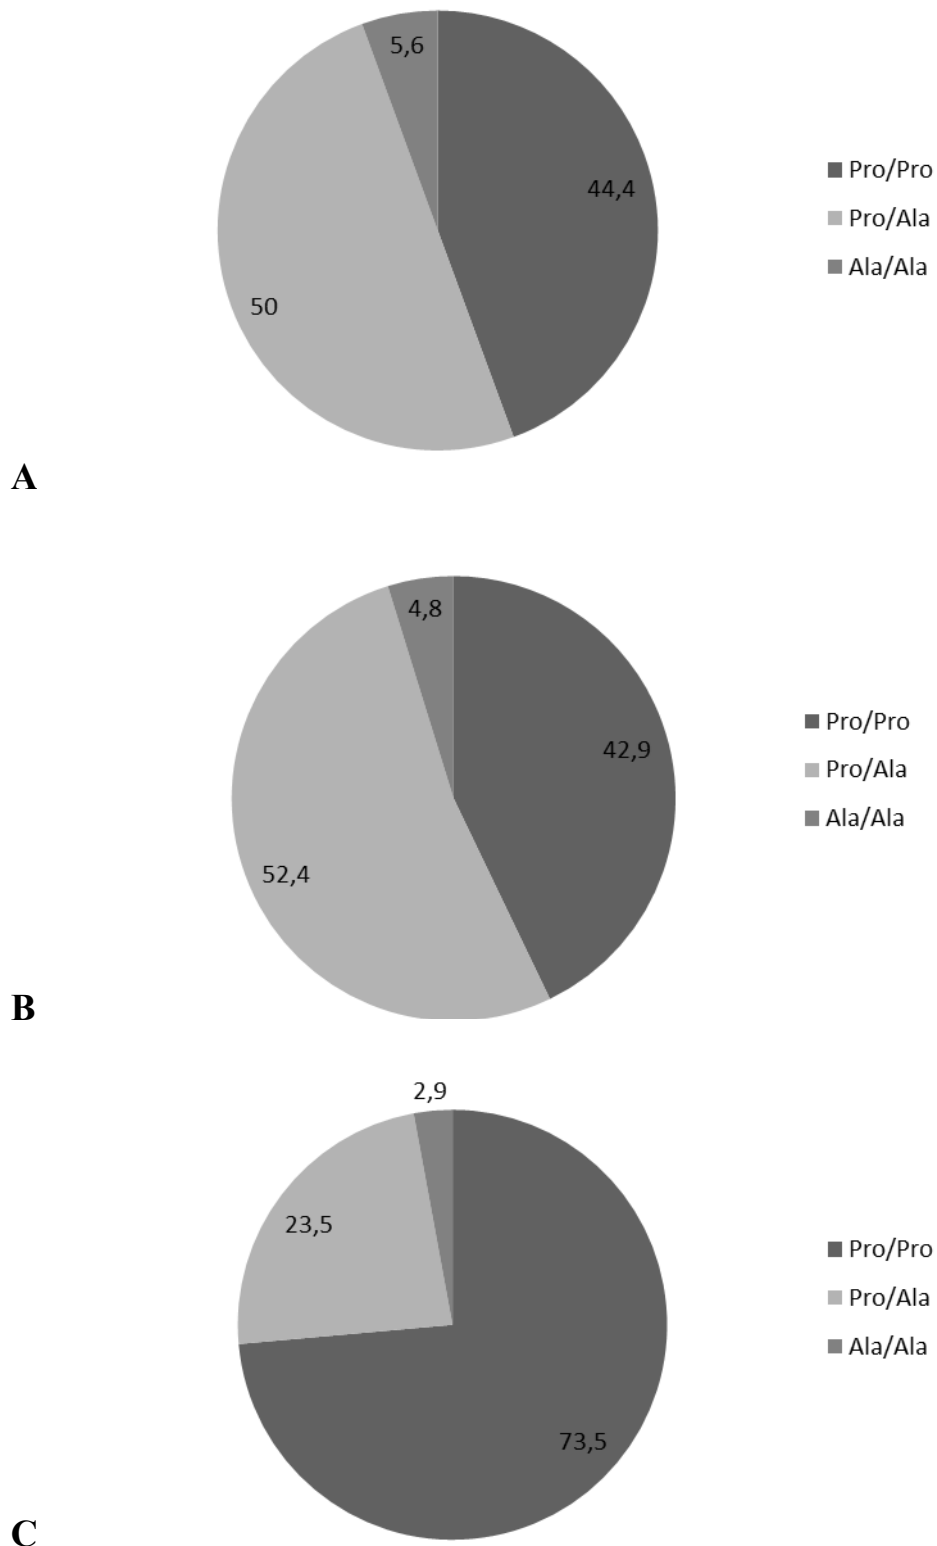 5,6
44,4
50
Pro/Pro
Pro/Ala
Ala/Ala
A
4,8
42,9
52,4
Pro/Pro
Pro/Ala
Ala/Ala
B
2,9
23,5
73,5
Pro/Pro
Pro/Ala
Ala/Ala
C